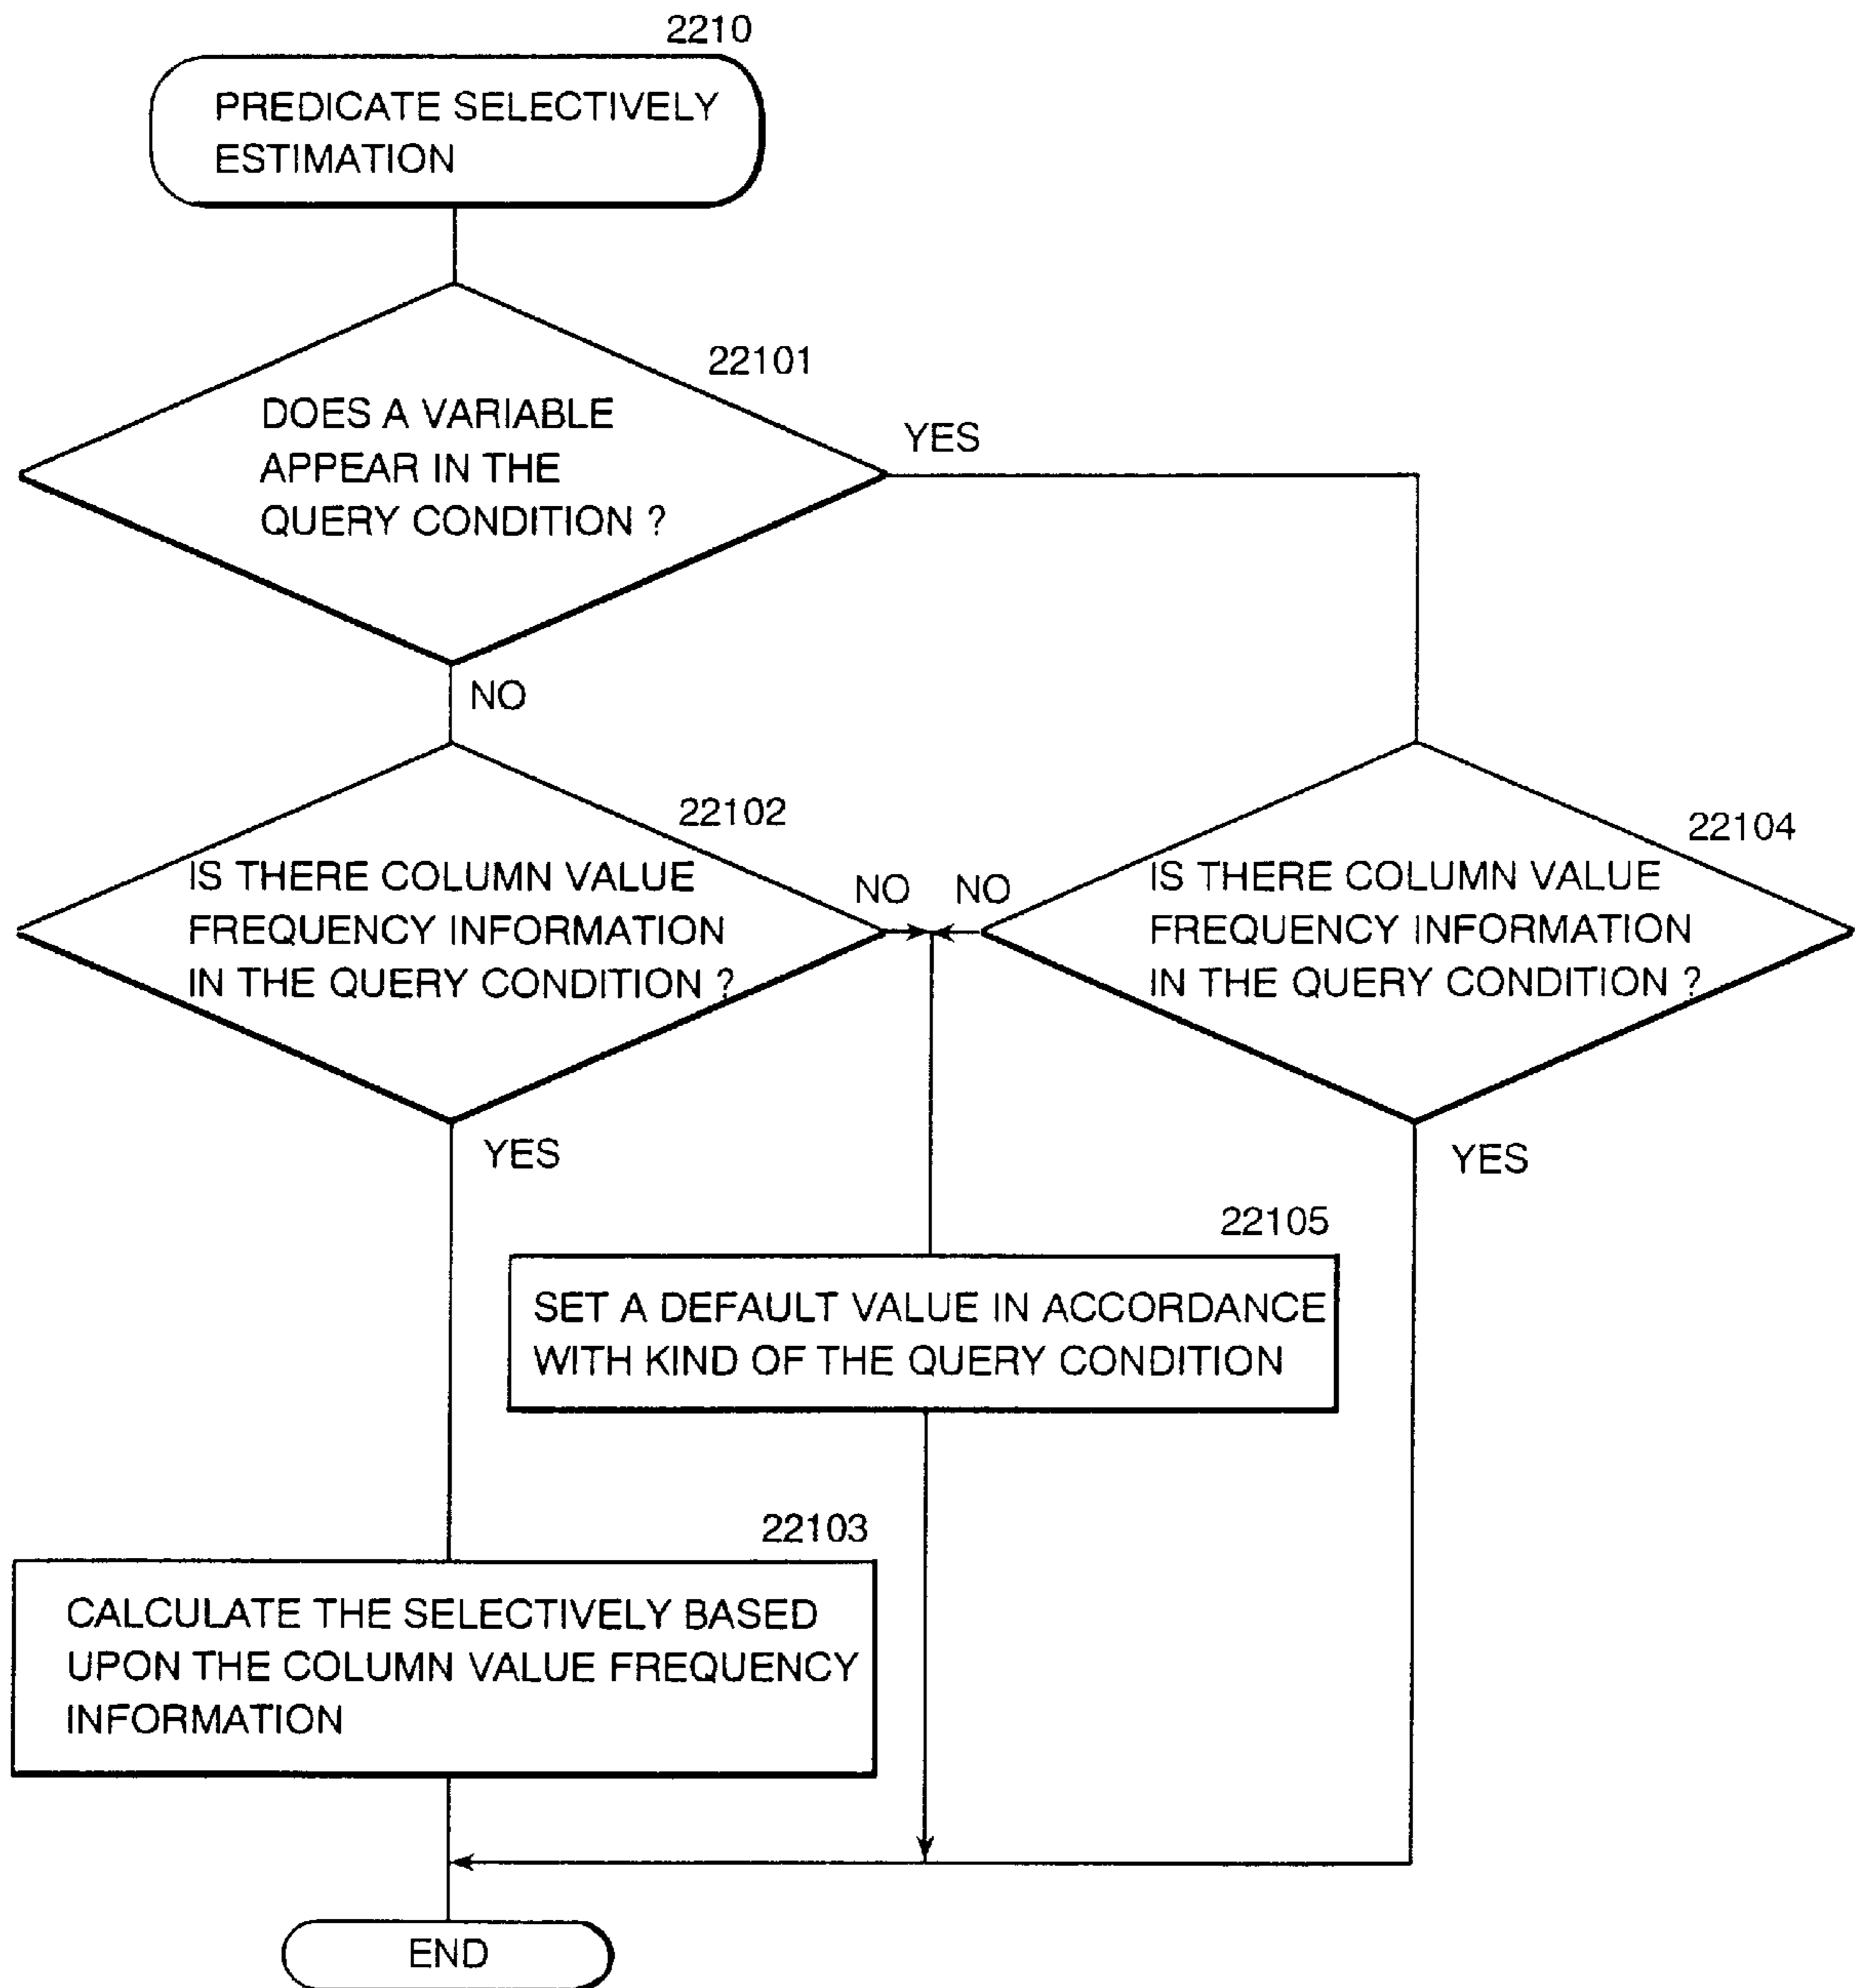 2210
PREDICATE SELECTIVELY
ESTIMATION
22101
DOES A VARIABLE
APPEAR IN THE
QUERY CONDITION ?
YES
NO
22102
IS THERE COLUMN VALUE
FREQUENCY INFORMATION
IN THE QUERY CONDITION ?
NO
NO
22104
IS THERE COLUMN VALUE
FREQUENCY INFORMATION
IN THE QUERY CONDITION ?
YES
YES
22105
SET A DEFAULT VALUE IN ACCORDANCE
WITH KIND OF THE QUERY CONDITION
22103
CALCULATE THE SELECTIVELY BASED
UPON THE COLUMN VALUE FREQUENCY
INFORMATION
END